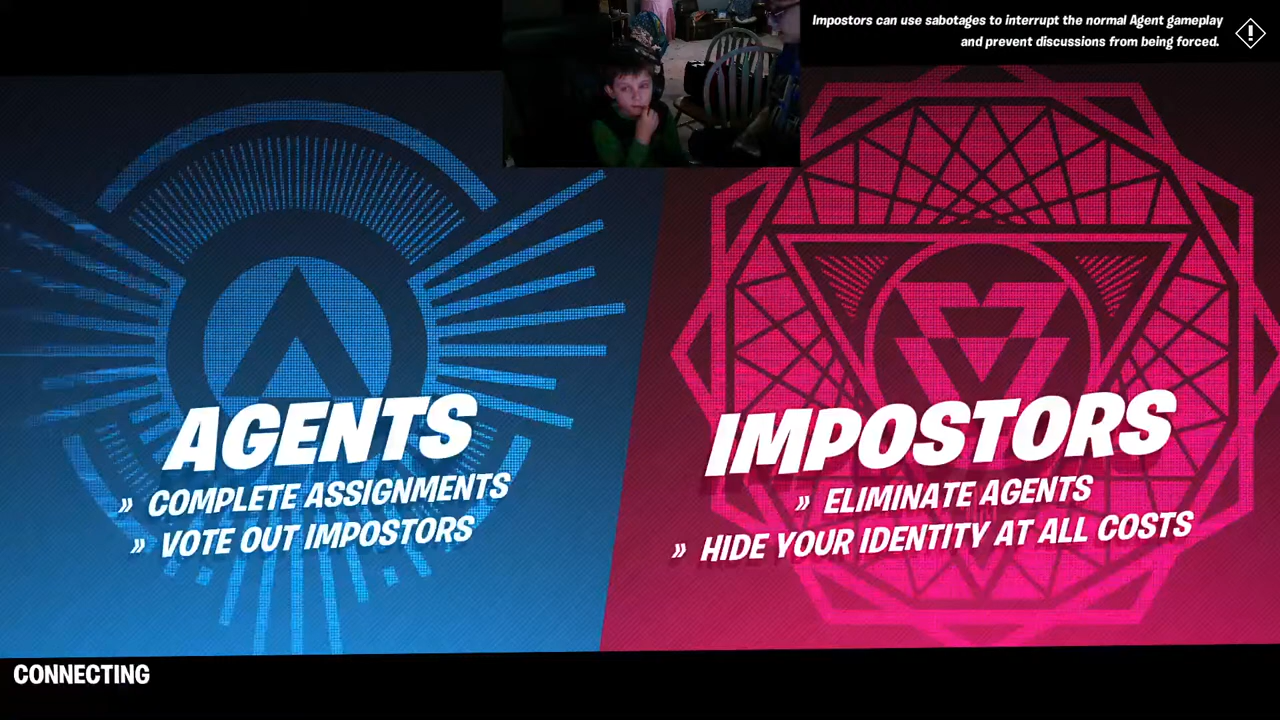 Impostors can use sabotages to interrupt the normal Agent gameplay
and prevent discussions from being forced.
AGENTS
» COMPLETE ASSIGNMENTS
» VOTE OUT IMPOSTORS
IMPOSTORS
» ELIMINATE AGENTS
» HIDE YOUR IDENTITY AT ALL COSTS
CONNECTING